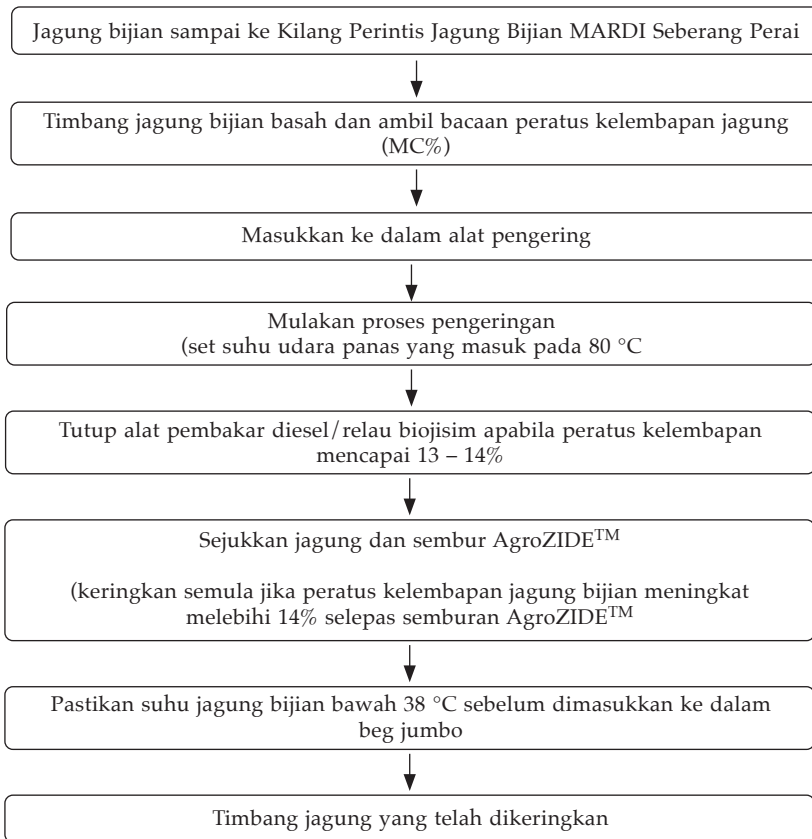 Jagung bijian sampai ke Kilang Perintis Jagung Bijian MARDI Seberang Perai
Timbang jagung bijian basah dan ambil bacaan peratus kelembapan jagung
(MC%)
Masukkan ke dalam alat pengering
Mulakan proses pengeringan
(set suhu udara panas yang masuk pada 80 °C
Tutup alat pembakar diesel/relau biojisim apabila peratus kelembapan
mencapai 13 – 14%
Sejukkan jagung dan sembur AgroZIDE™
(keringkan semula jika peratus kelembapan jagung bijian meningkat
melebihi 14% selepas semburan AgroZIDE™
Pastikan suhu jagung bijian bawah 38 °C sebelum dimasukkan ke dalam
beg jumbo
Timbang jagung yang telah dikeringkan